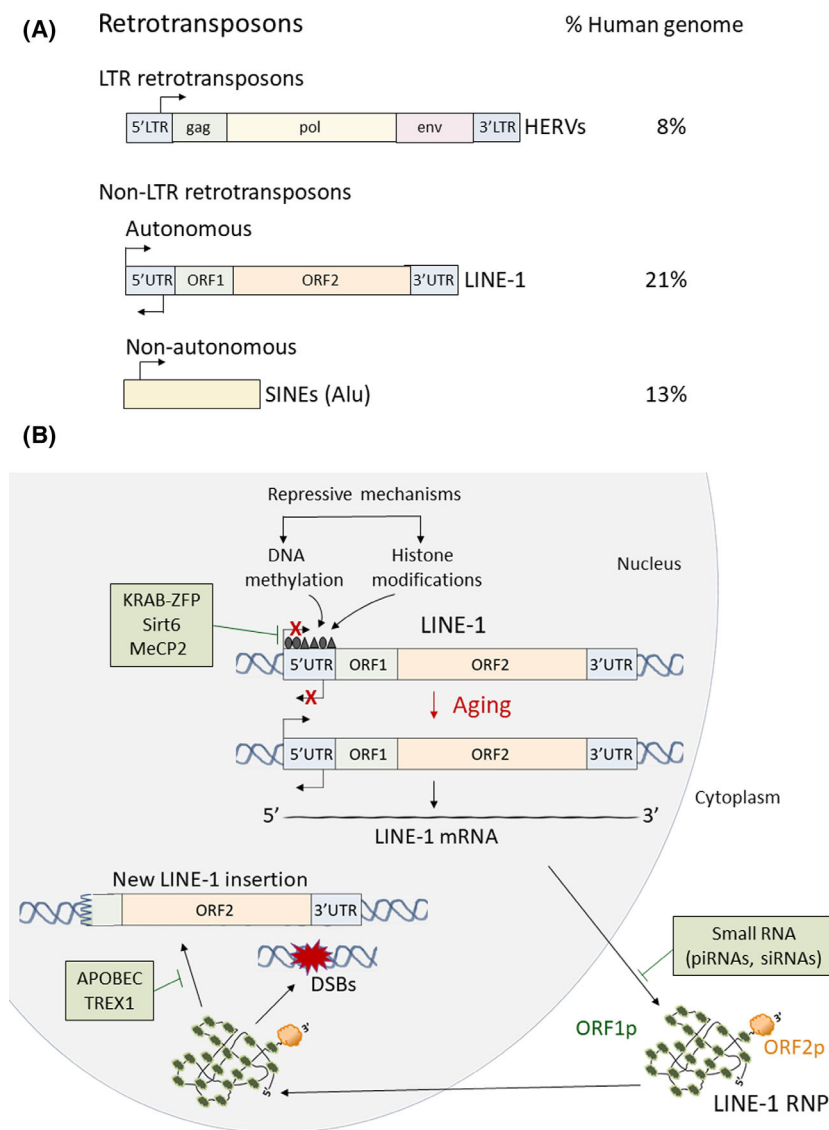 (A)
Retrotransposons
% Human genome
LTR retrotransposons
5'LTR
gag
pol
env
3'LTR
HERVs
8%
Non-LTR retrotransposons
Autonomous
5'UTR
ORF1
ORF2
3'UTR
LINE-1
21%
Non-autonomous
SINEs (Alu)
13%
(B)
Repressive mechanisms
DNA
methylation
Histone
modifications
Nucleus
KRAB-ZFP
Sirt6
MeCP2
X
LINE-1
5'UTR
ORF1
ORF2
3'UTR
X
Aging
5'UTR
ORF1
ORF2
3'UTR
Cytoplasm
5'
3'
LINE-1 mRNA
New LINE-1 insertion
ORF2
3'UTR
Small RNA
(piRNAs, siRNAs)
DSBs
APOBEC
TREX1
ORF1p
3'
ORF2p
3'
5'
5'
LINE-1 RNP